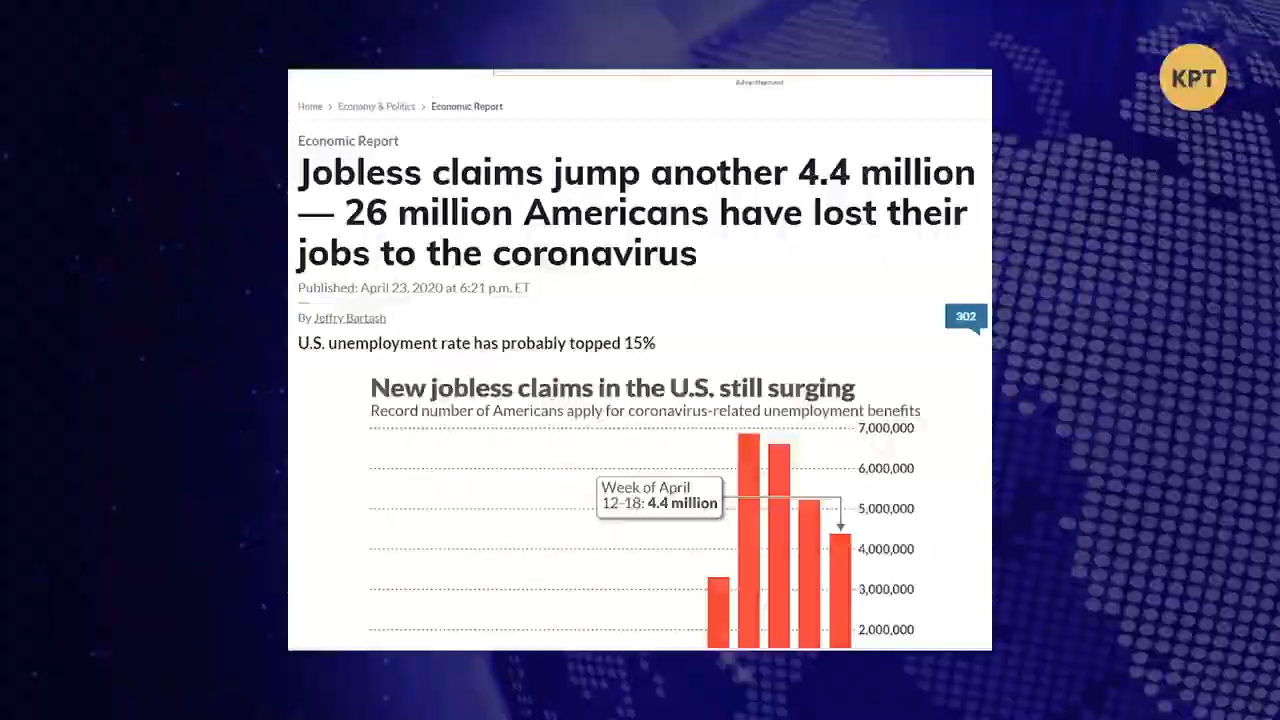 KPT
Advertisement
Home > Economy & Politics > Economic Report
Economic Report
Jobless claims jump another 4.4 million
— 26 million Americans have lost their
jobs to the coronavirus
Published: April 23, 2020 at 6:21 p.m. ET
By Jeffry Bartash
302
U.S. unemployment rate has probably topped 15%
New jobless claims in the U.S. still surging
Record number of Americans apply for coronavirus-related unemployment benefits
7,000,000
6,000,000
Week of April
12-18: 4.4 million
5,000,000
4,000,000
3,000,000
2,000,000